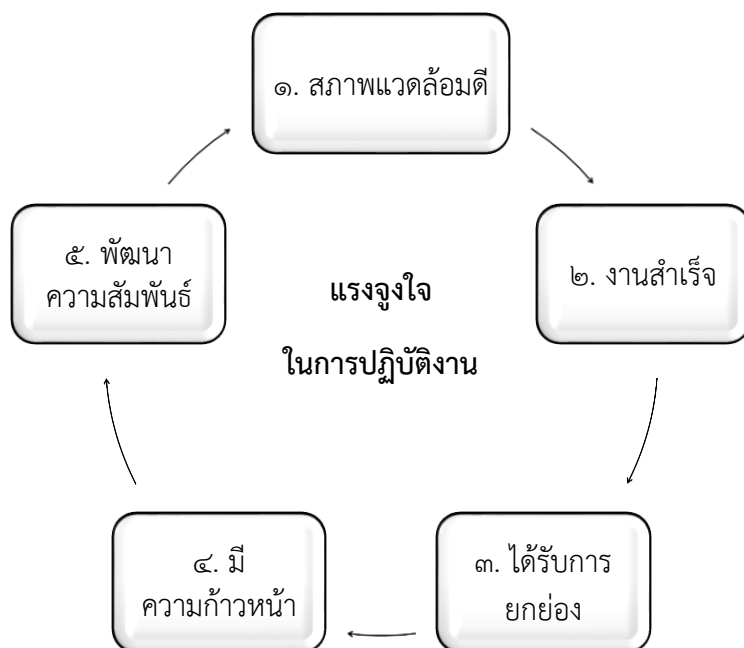 ๑. สภาพแวดล้อมดี
๒. งานสำเร็จ
๓. ได้รับการ
ยกย่อง
๔. มี
ความก้าวหน้า
๕. พัฒนา
ความสัมพันธ์
แรงจูงใจ
ในการปฏิบัติงาน